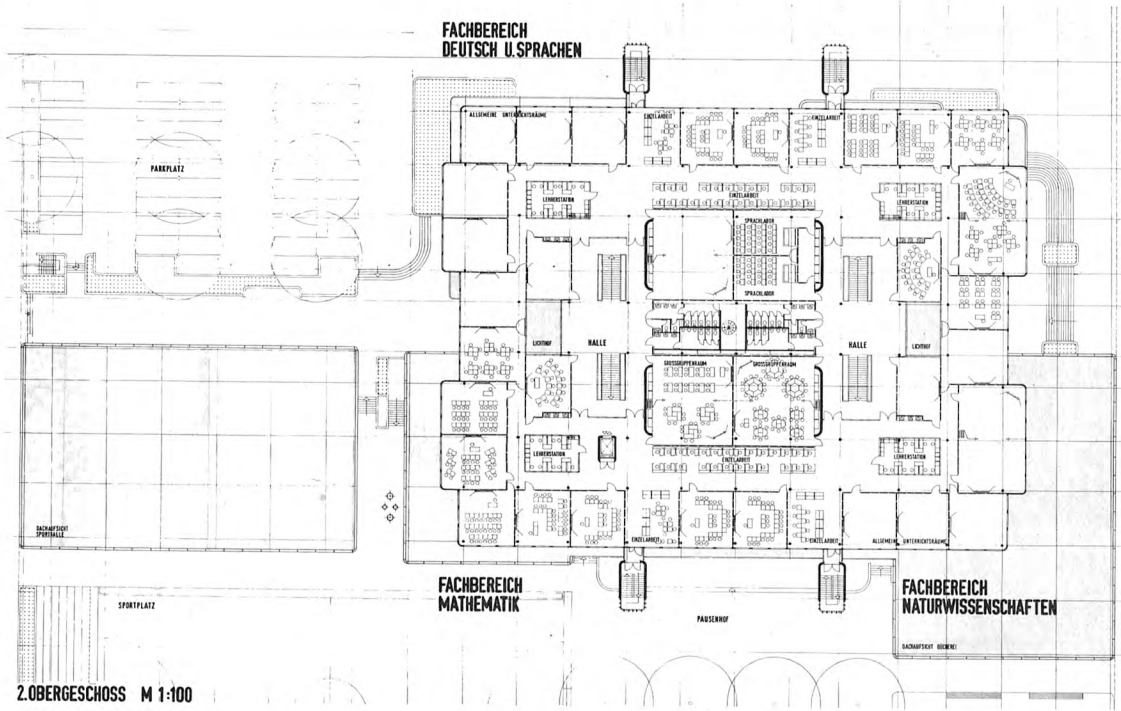 FACHBEREICH
DEUTSCH U.SPRACHEN
ALLGEMEINE UNTERRICHTSRÄUME
EINZELARBEIT
EINZELARBEIT
PARKPLATZ
LEHRERSTATION
EINZELARBEIT
LEHRERSTATION
SPRACHLABOR
SPRACHLABOR
LICHTHOF
HALLE
HALLE
LICHTHOF
GROSSGRUPPENRAUM
GROSSGRUPPENRAUM
LEHRERSTATION
EINZELARBEIT
LEHRERSTATION
DACHAUFSICHT
SPORTHALLE
EINZELARBEIT
EINZELARBEIT
ALLGEMEINE UNTERRICHTSRÄUME
FACHBEREICH
MATHEMATIK
FACHBEREICH
NATURWISSENSCHAFTEN
SPORTPLATZ
PAUSENHOF
DACHAUFSICHT BÜCHEREI
2.OBERGESCHOSS M 1:100